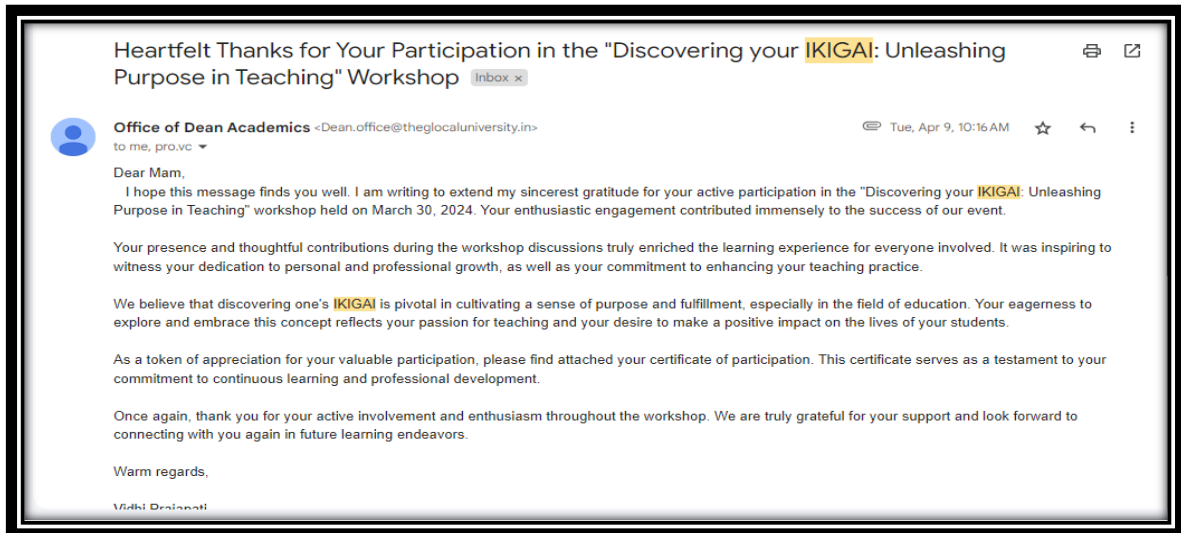 Heartfelt Thanks for Your Participation in the "Discovering your IKIGAI: Unleashing
Purpose in Teaching" Workshop Inbox ×
Office of Dean Academics <Dean.office@theglocaluniversity.in>
Tue, Apr 9, 10:16 AM
to me, pro.vc
Dear Mam,
I hope this message finds you well. I am writing to extend my sincerest gratitude for your active participation in the "Discovering your IKIGAI: Unleashing
Purpose in Teaching" workshop held on March 30, 2024. Your enthusiastic engagement contributed immensely to the success of our event.
Your presence and thoughtful contributions during the workshop discussions truly enriched the learning experience for everyone involved. It was inspiring to
witness your dedication to personal and professional growth, as well as your commitment to enhancing your teaching practice.
We believe that discovering one's IKIGAI is pivotal in cultivating a sense of purpose and fulfillment, especially in the field of education. Your eagerness to
explore and embrace this concept reflects your passion for teaching and your desire to make a positive impact on the lives of your students.
As a token of appreciation for your valuable participation, please find attached your certificate of participation. This certificate serves as a testament to your
commitment to continuous learning and professional development.
Once again, thank you for your active involvement and enthusiasm throughout the workshop. We are truly grateful for your support and look forward to
connecting with you again in future learning endeavors.
Warm regards,
Vidhi Prajapati